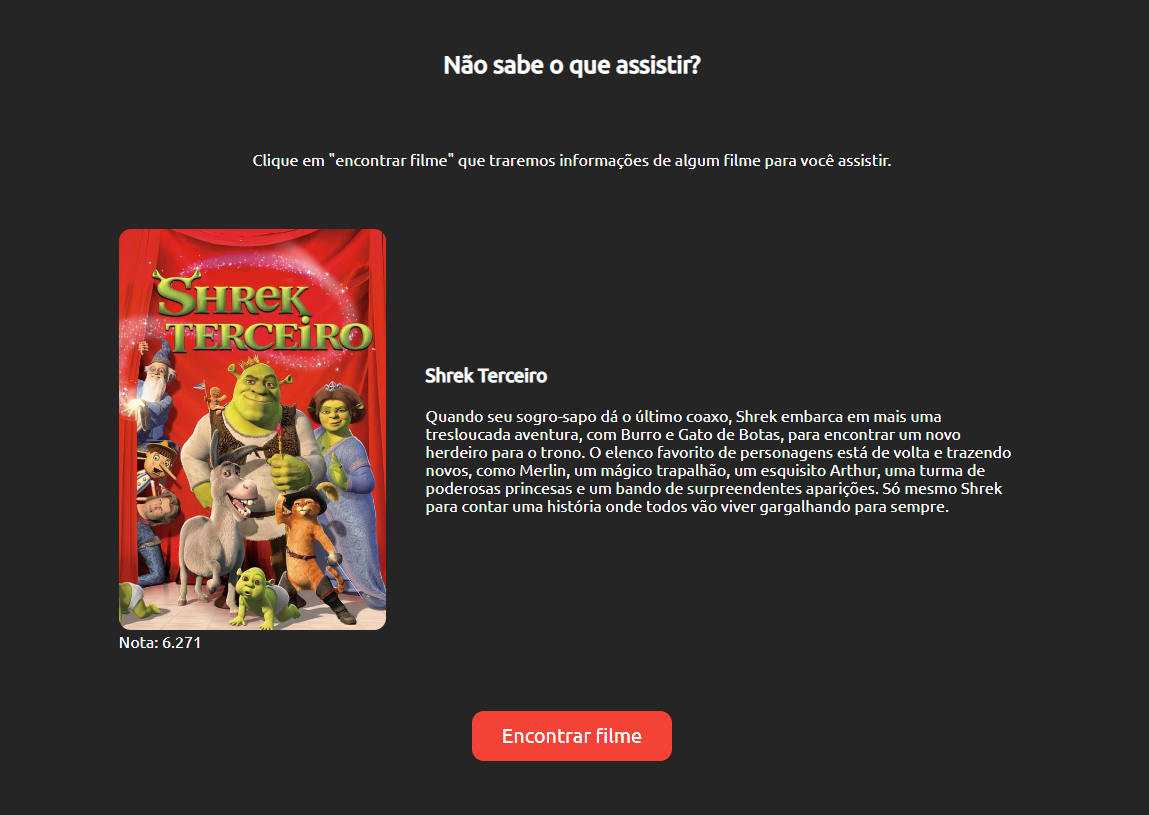 Não sabe o que assistir?
Clique em "encontrar filme" que traremos informações de algum filme para você assistir.
SHREK
TERCEIRO
Shrek Terceiro
Quando seu sogro-sapo dá o último coaxo, Shrek embarca em mais uma
tresloucada aventura, com Burro e Gato de Botas, para encontrar um novo
herdeiro para o trono. O elenco favorito de personagens está de volta e trazendo
novos, como Merlin, um mágico trapalhão, um esquisito Arthur, uma turma de
poderosas princesas e um bando de surpreendentes aparições. Só mesmo Shrek
para contar uma história onde todos vão viver gargalhando para sempre.
Nota: 6.271
Encontrar filme